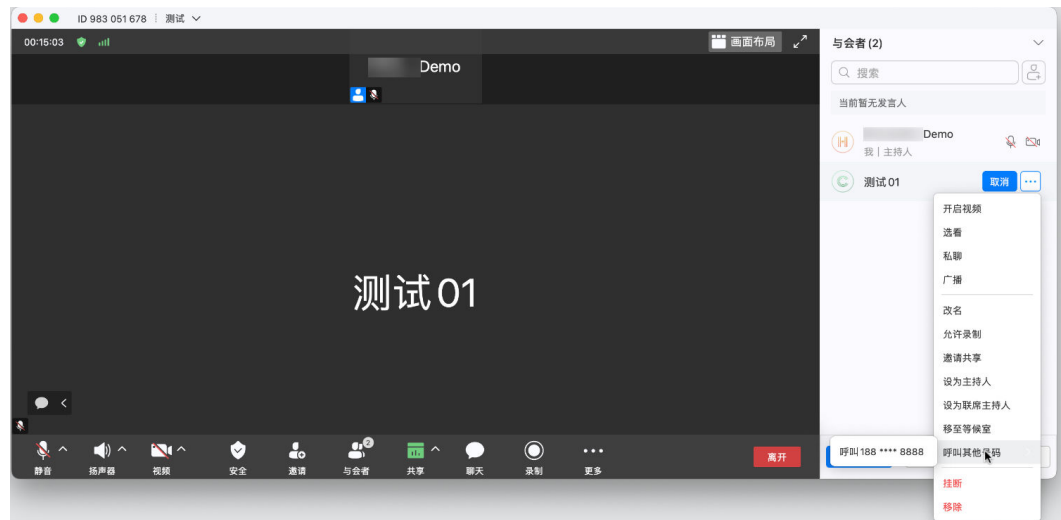 ID 983 051 678 测试
00:15:03
画面布局
Demo
测试01
静音 扬声器 视频 安全 邀请 与会者 2 共享 聊天 录制 更多 离开
与会者(2)
搜索
当前暂无发言人
Demo
我 | 主持人
测试01 取消
开启视频
选看
私聊
广播
改名
允许录制
邀请共享
设为主持人
设为联席主持人
移至等候室
呼叫188 **** 8888
呼叫其他号码
挂断
移除